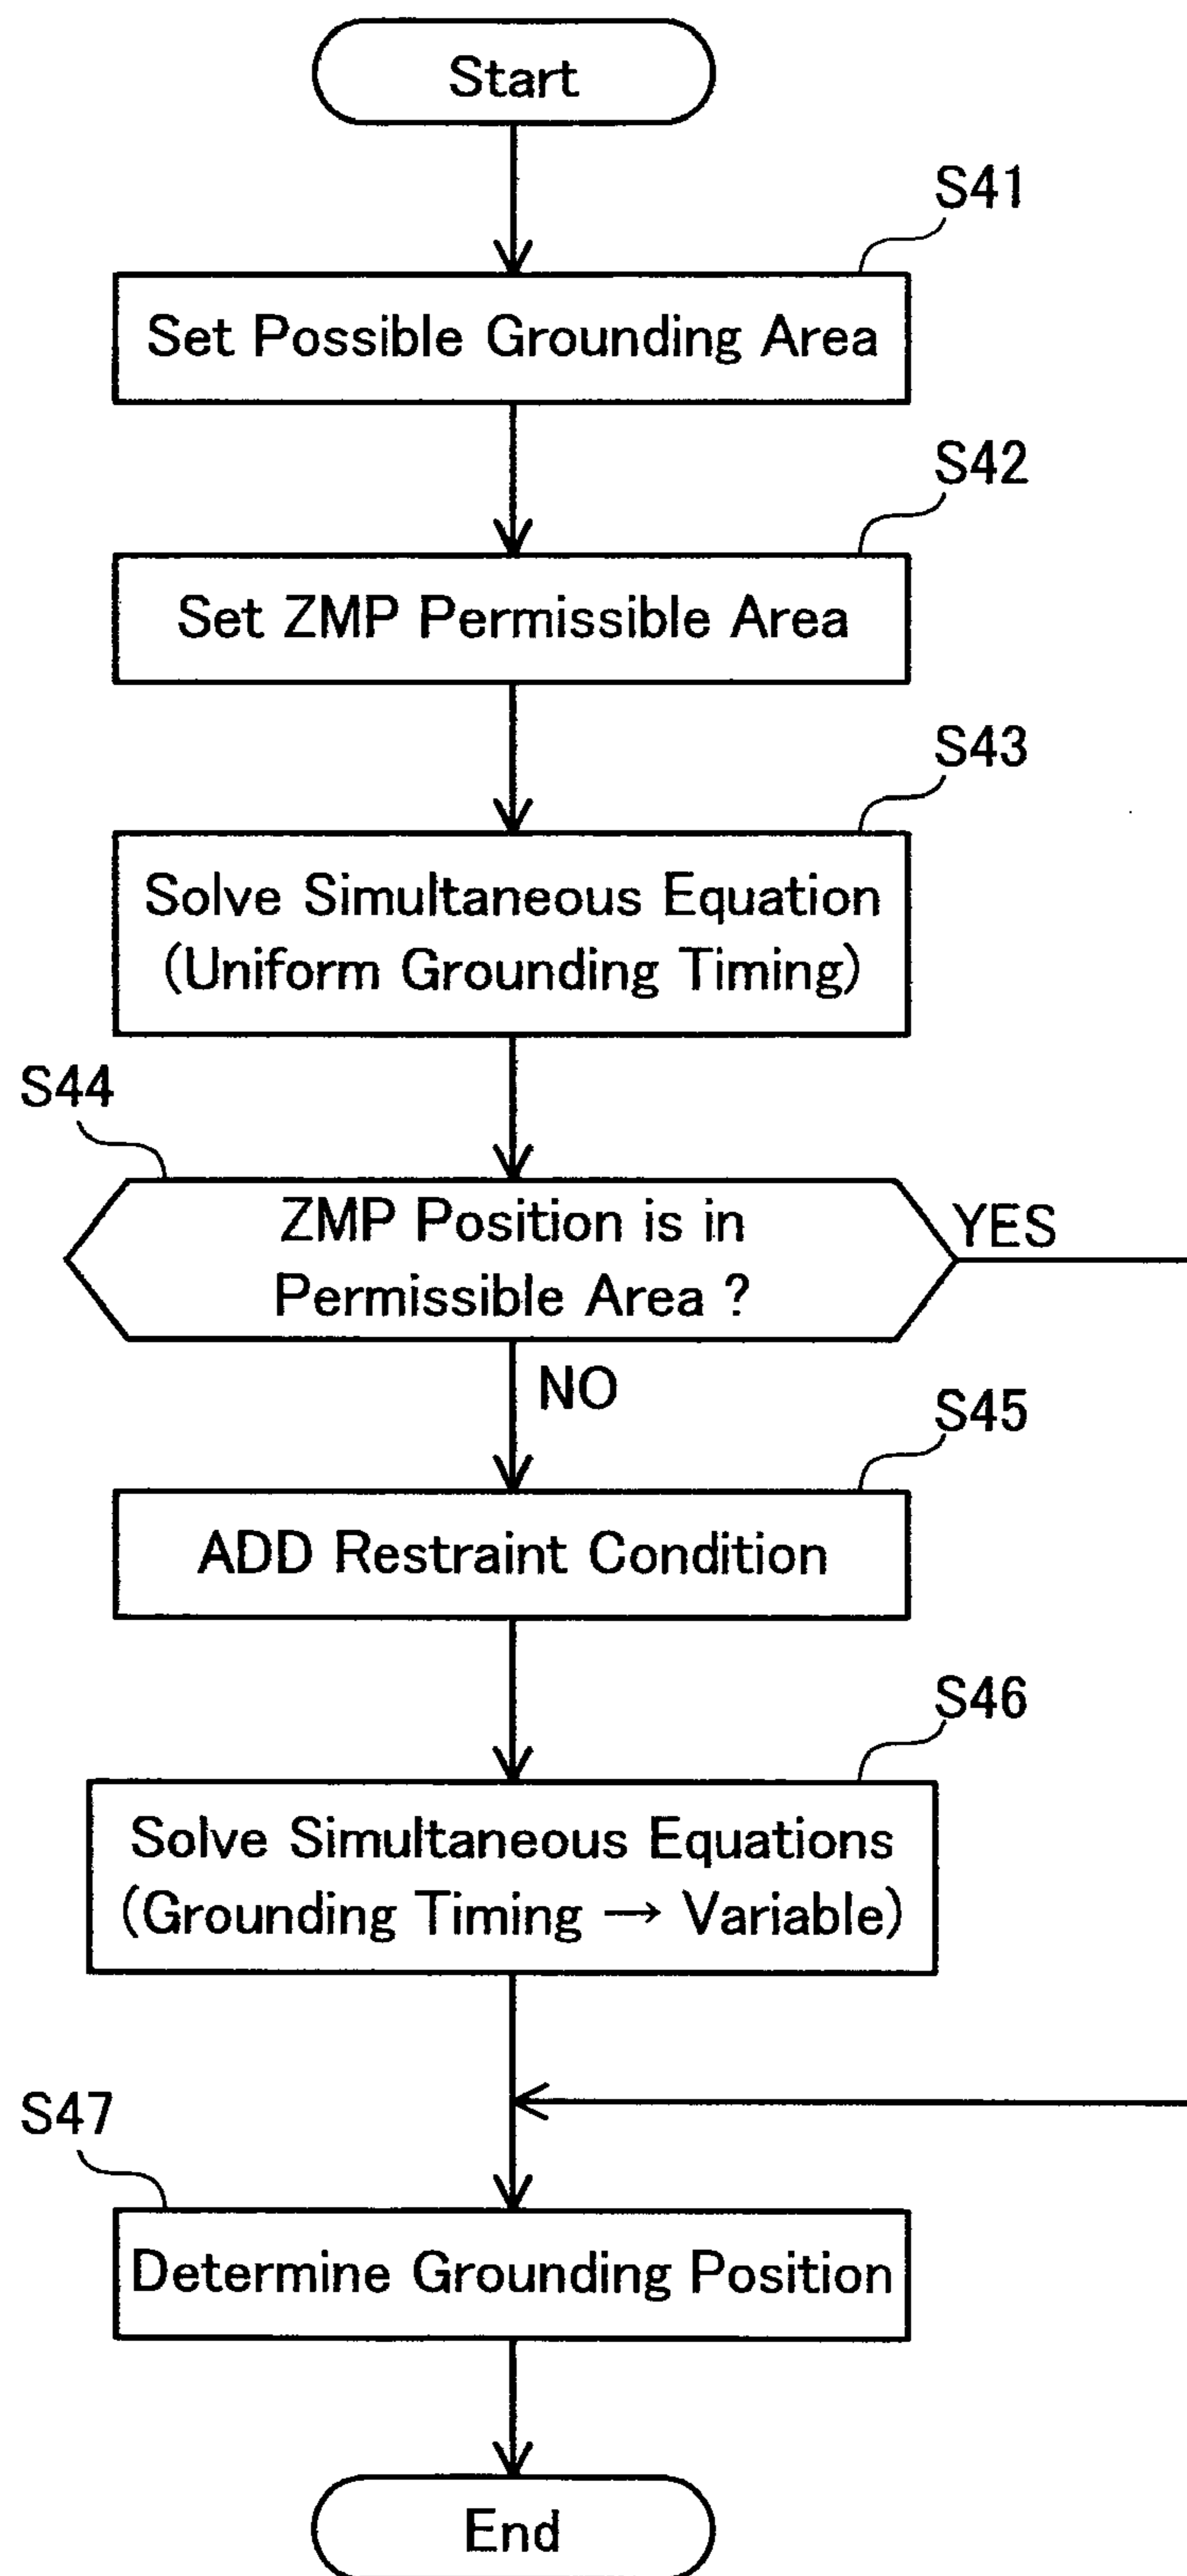 Start
S41
Set Possible Grounding Area
S42
Set ZMP Permissible Area
S43
Solve Simultaneous Equation
(Uniform Grounding Timing)
S44
ZMP Position is in
Permissible Area ?
YES
NO
S45
ADD Restraint Condition
S46
Solve Simultaneous Equations
(Grounding Timing → Variable)
S47
Determine Grounding Position
End